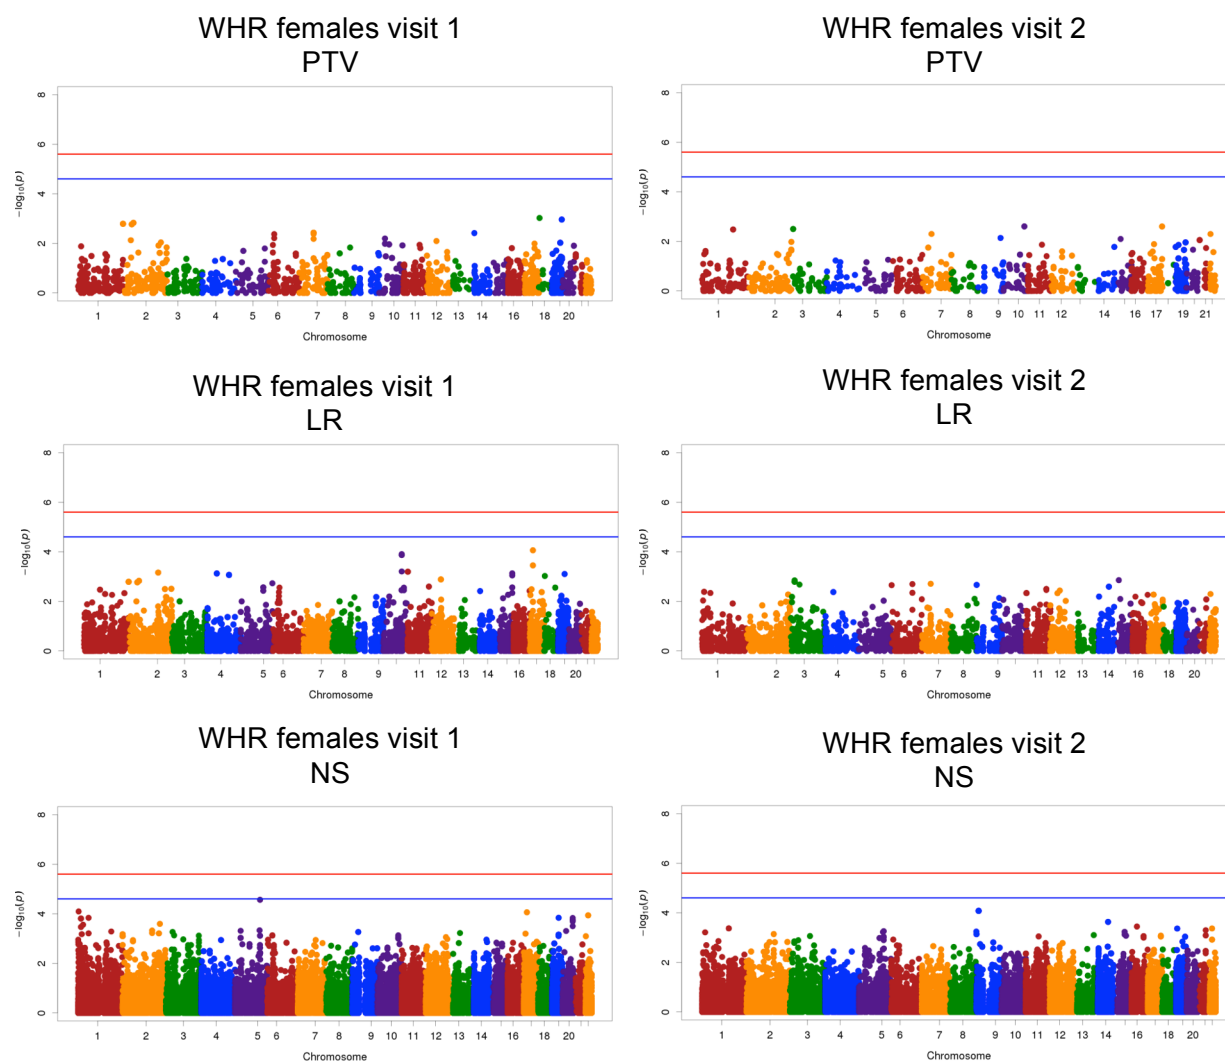 WHR females visit 1
PTV
8
6
4
2
0
−log10(p)
1 2 3 4 5 6 7 8 9 10 11 12 13 14 16 18 20
Chromosome
WHR females visit 2
PTV
8
6
4
2
0
−log10(p)
1 2 3 4 5 6 7 8 9 10 11 12 14 16 17 19 21
Chromosome
WHR females visit 1
LR
8
6
4
2
0
−log10(p)
1 2 3 4 5 6 7 8 9 11 12 13 14 16 18 20
Chromosome
WHR females visit 2
LR
8
6
4
2
0
−log10(p)
1 2 3 4 5 6 7 8 9 10 11 12 14 16 18 20
Chromosome
WHR females visit 1
NS
8
6
4
2
0
−log10(p)
1 2 3 4 5 6 7 8 9 10 11 12 13 14 16 18 20
Chromosome
WHR females visit 2
NS
8
6
4
2
0
−log10(p)
1 2 3 4 5 6 7 8 9 10 11 12 13 14 16 18 20
Chromosome